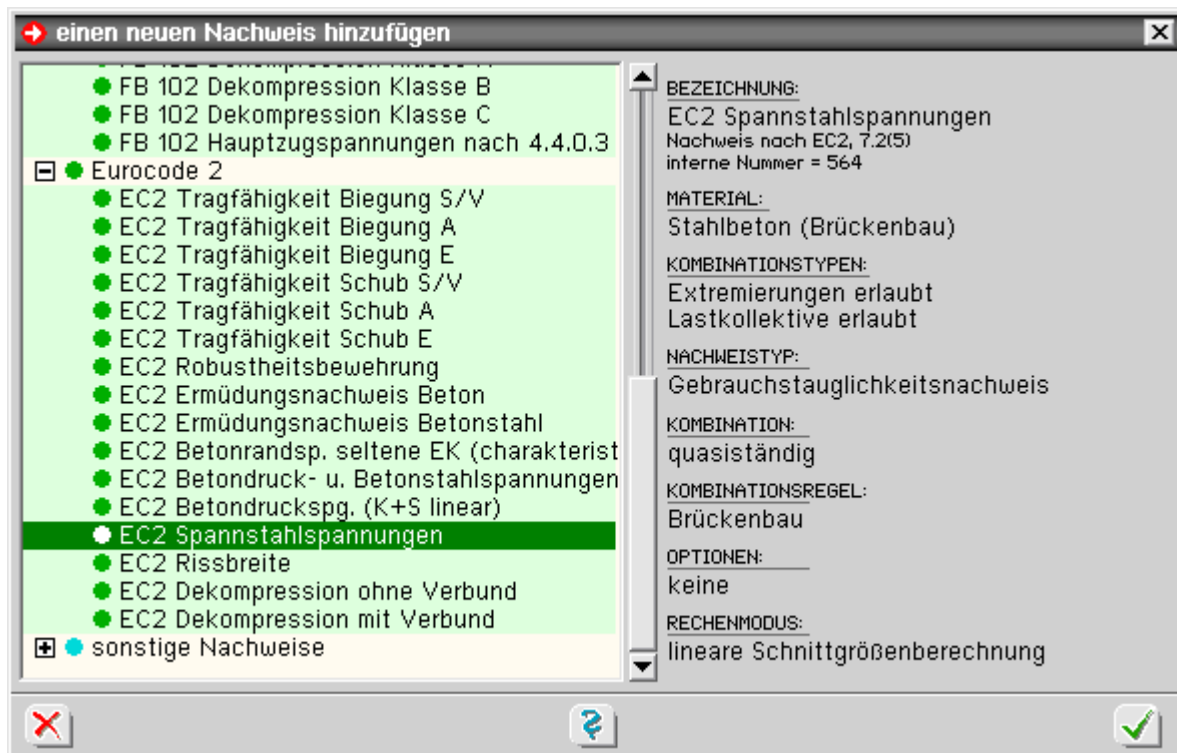 einen neuen Nachweis hinzufügen
FB 102 Dekompression Klasse B
FB 102 Dekompression Klasse C
FB 102 Hauptzugspannungen nach 4.4.0.3
Eurocode 2
EC2 Tragfähigkeit Biegung S/V
EC2 Tragfähigkeit Biegung A
EC2 Tragfähigkeit Biegung E
EC2 Tragfähigkeit Schub S/V
EC2 Tragfähigkeit Schub A
EC2 Tragfähigkeit Schub E
EC2 Robustheitsbewehrung
EC2 Ermüdungsnachweis Beton
EC2 Ermüdungsnachweis Betonstahl
EC2 Betonrandsp. seltene EK (charakterist
EC2 Betondruck- u. Betonstahlspannungen
EC2 Betondruckspg. (K+S linear)
EC2 Spannstahlspannungen
EC2 Rissbreite
EC2 Dekompression ohne Verbund
EC2 Dekompression mit Verbund
sonstige Nachweise
BEZEICHNUNG:
EC2 Spannstahlspannungen
Nachweis nach EC2, 7.2(5)
interne Nummer = 564
MATERIAL:
Stahlbeton (Brückenbau)
KOMBINATIONSTYPEN:
Extremierungen erlaubt
Lastkollektive erlaubt
NACHWEISTYP:
Gebrauchstauglichkeitsnachweis
KOMBINATION:
quasiständig
KOMBINATIONSREGEL:
Brückenbau
OPTIONEN:
keine
RECHENMODUS:
lineare Schnittgrößenberechnung